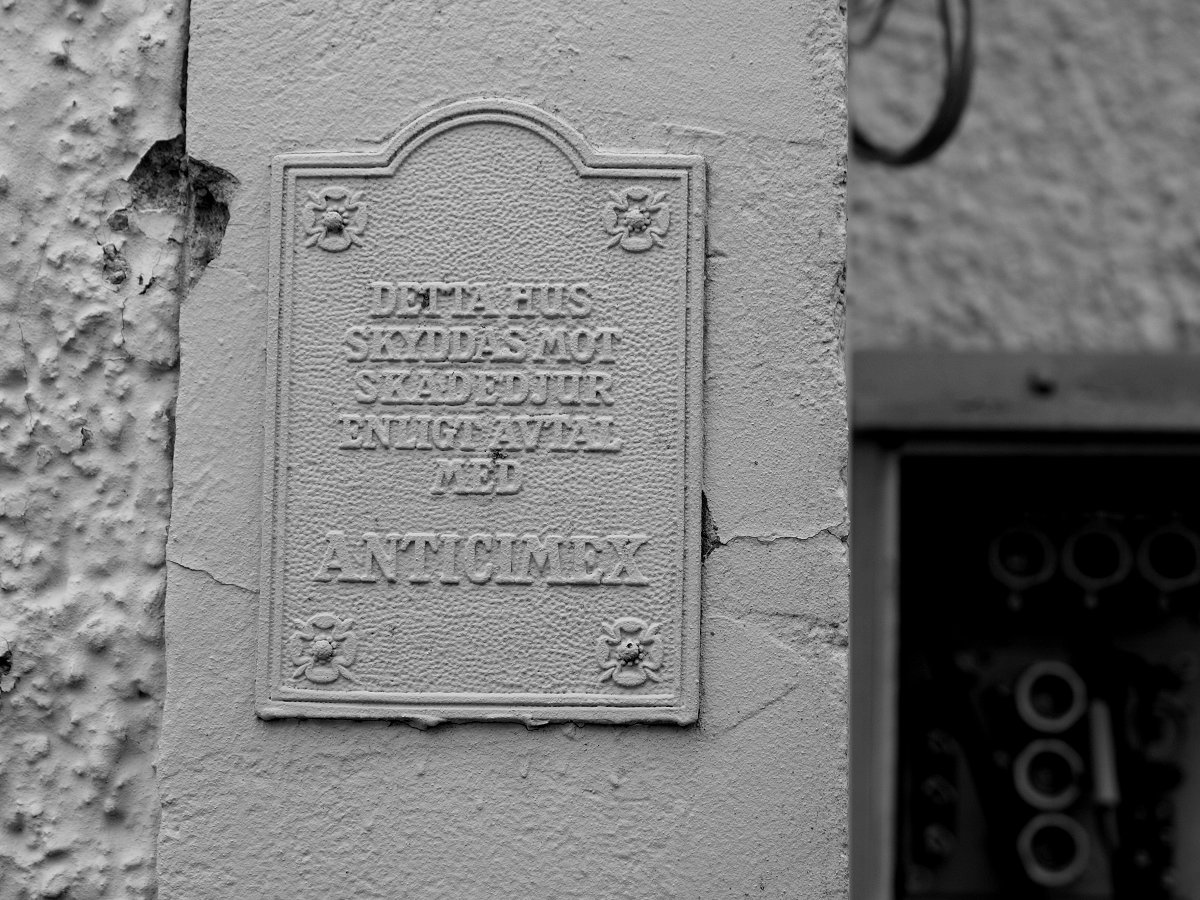 DETTA HUS
SKYDDAS MOT
SKADEDJUR
ENLIGT AVTAL
MED
ANTICIMEX